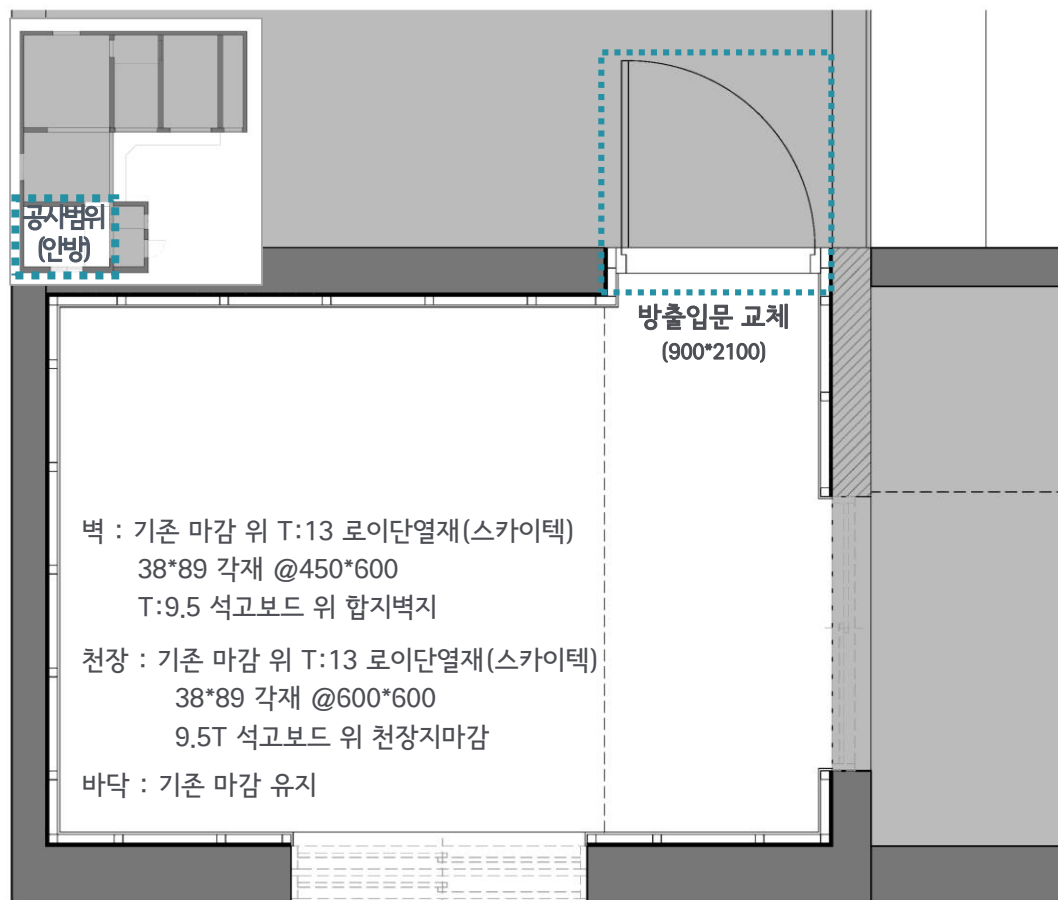 공사범위
(안방)
방출입문 교체
(900*2100)
벽 : 기존 마감 위 T:13 로이단열재(스카이텍)
38*89 각재 @450*600
T:9.5 석고보드 위 합지벽지
천장 : 기존 마감 위 T:13 로이단열재(스카이텍)
38*89 각재 @600*600
9.5T 석고보드 위 천장지마감
바닥 : 기존 마감 유지